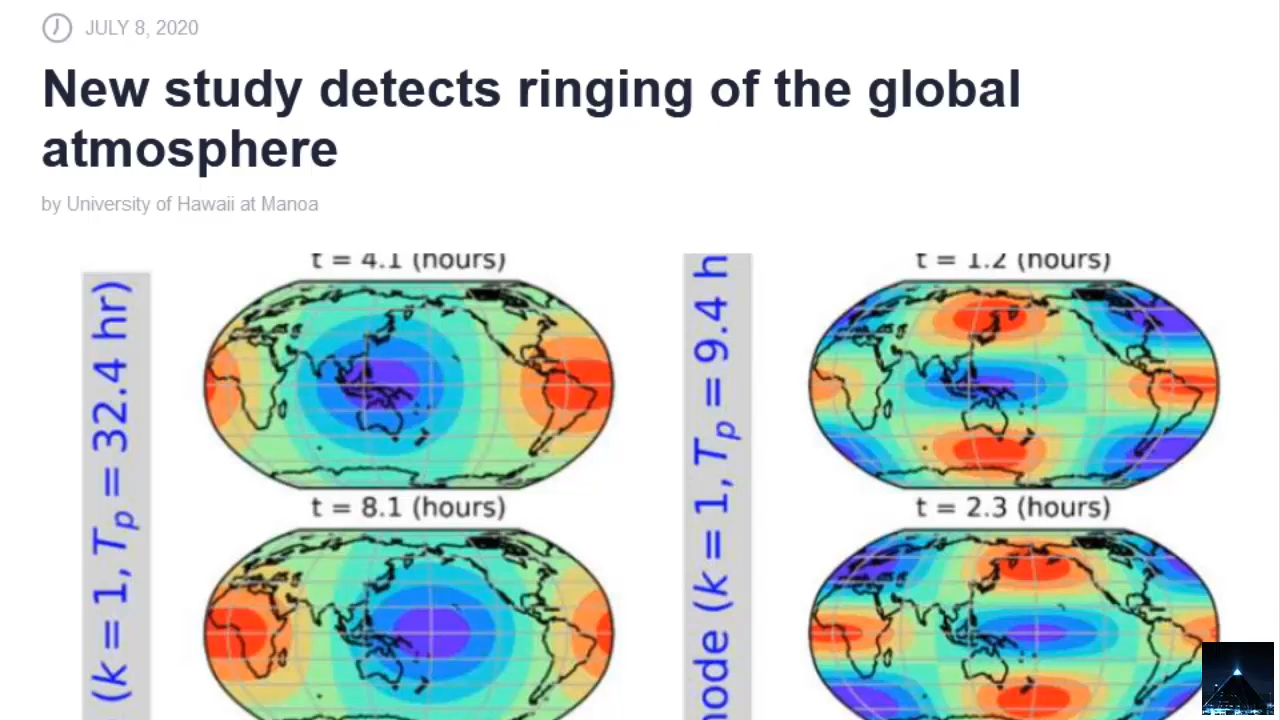 JULY 8, 2020
New study detects ringing of the global
atmosphere
by University of Hawaii at Manoa
t = 4.1 (hours)
t = 1.2 (hours)
(k = 1, Tp = 32.4 hr)
node (k = 1, Tp = 9.4 h
t = 8.1 (hours)
t = 2.3 (hours)